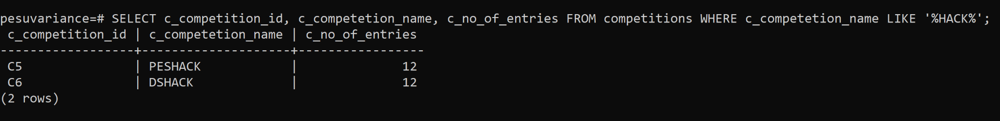 pesuvariance=# SELECT c_competition_id, c_competetion_name, c_no_of_entries FROM competitions WHERE c_competetion_name LIKE '%HACK%';
 c_competition_id | c_competetion_name | c_no_of_entries
------------------+--------------------+-----------------
 C5               | PESHACK            |              12
 C6               | DSHACK             |              12
(2 rows)